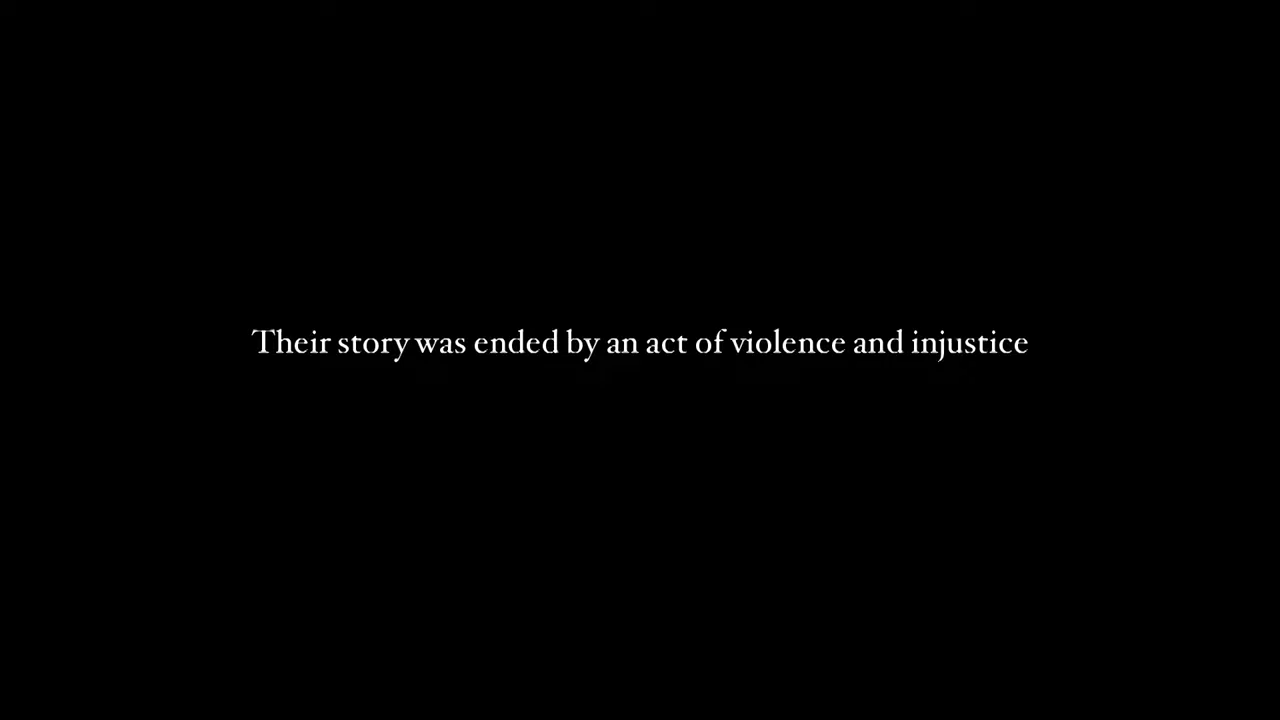 Their story was ended by an act of violence and injustice